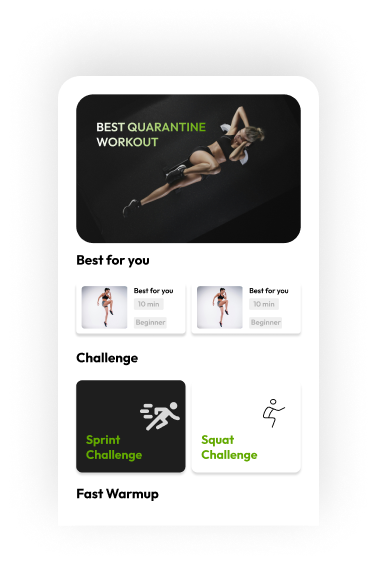 BEST QUARANTINE
WORKOUT
Best for you
Best for you
10 min
Beginner
Best for you
10 min
Beginner
Challenge
Sprint
Challenge
Squat
Challenge
Fast Warmup